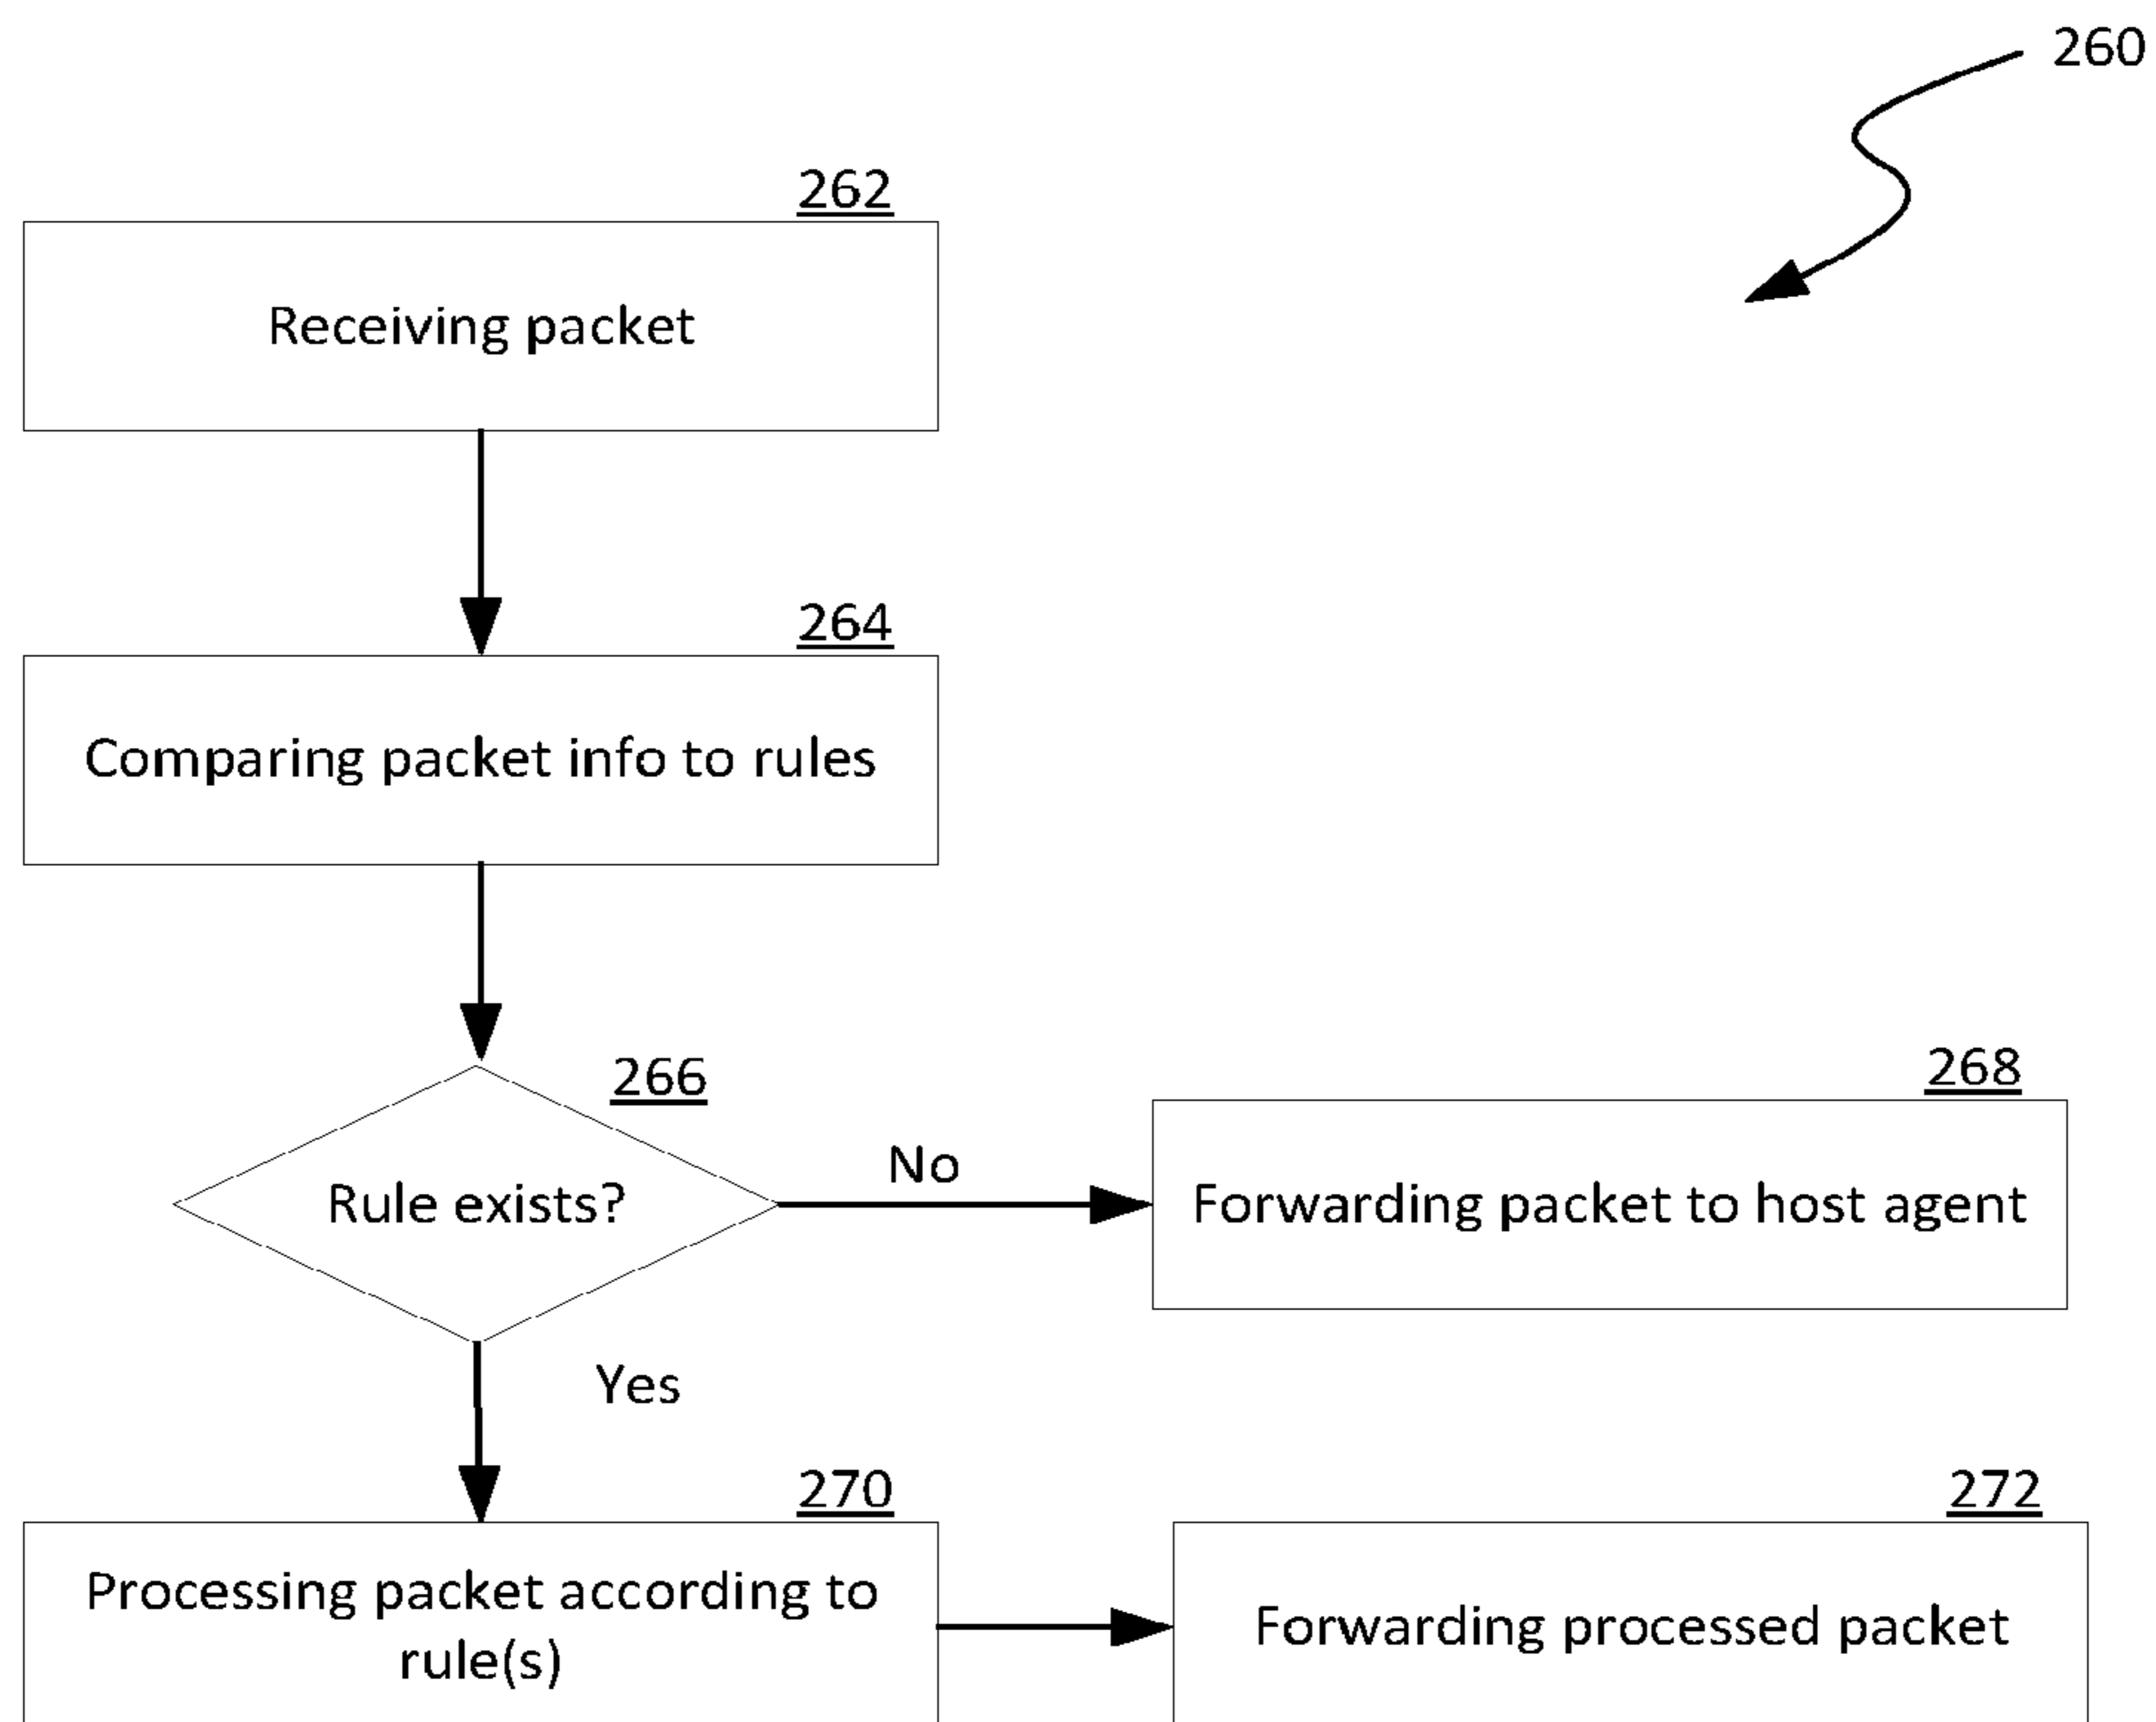 260
262
Receiving packet
264
Comparing packet info to rules
266
Rule exists?
No
268
Forwarding packet to host agent
Yes
270
Processing packet according to
rule(s)
272
Forwarding processed packet